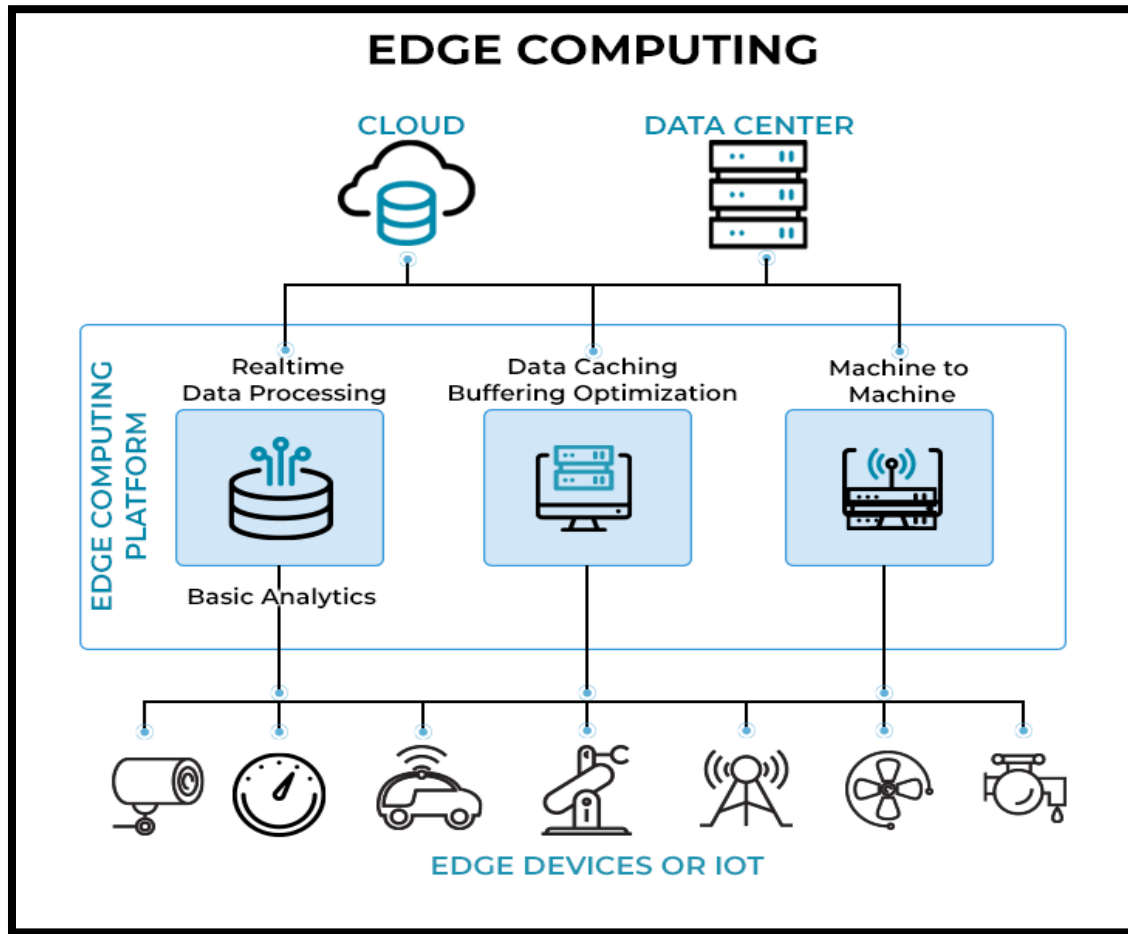 EDGE COMPUTING
CLOUD
DATA CENTER
EDGE COMPUTING
PLATFORM
Realtime
Data Processing
Data Caching
Buffering Optimization
Machine to
Machine
Basic Analytics
EDGE DEVICES OR IOT